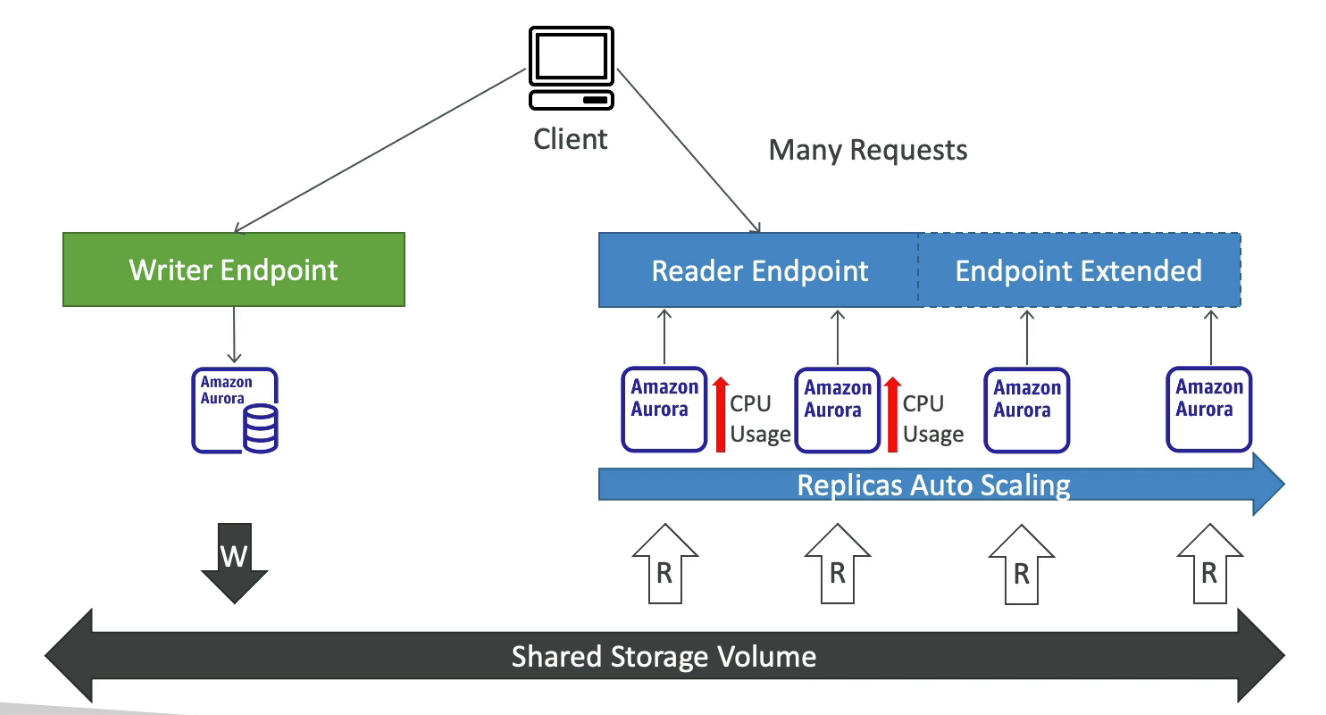 Client
Many Requests
Writer Endpoint
Reader Endpoint
Endpoint Extended
Amazon
Aurora
Amazon
Aurora
CPU
Usage
Amazon
Aurora
CPU
Usage
Amazon
Aurora
Amazon
Aurora
Replicas Auto Scaling
W
R
R
R
R
Shared Storage Volume